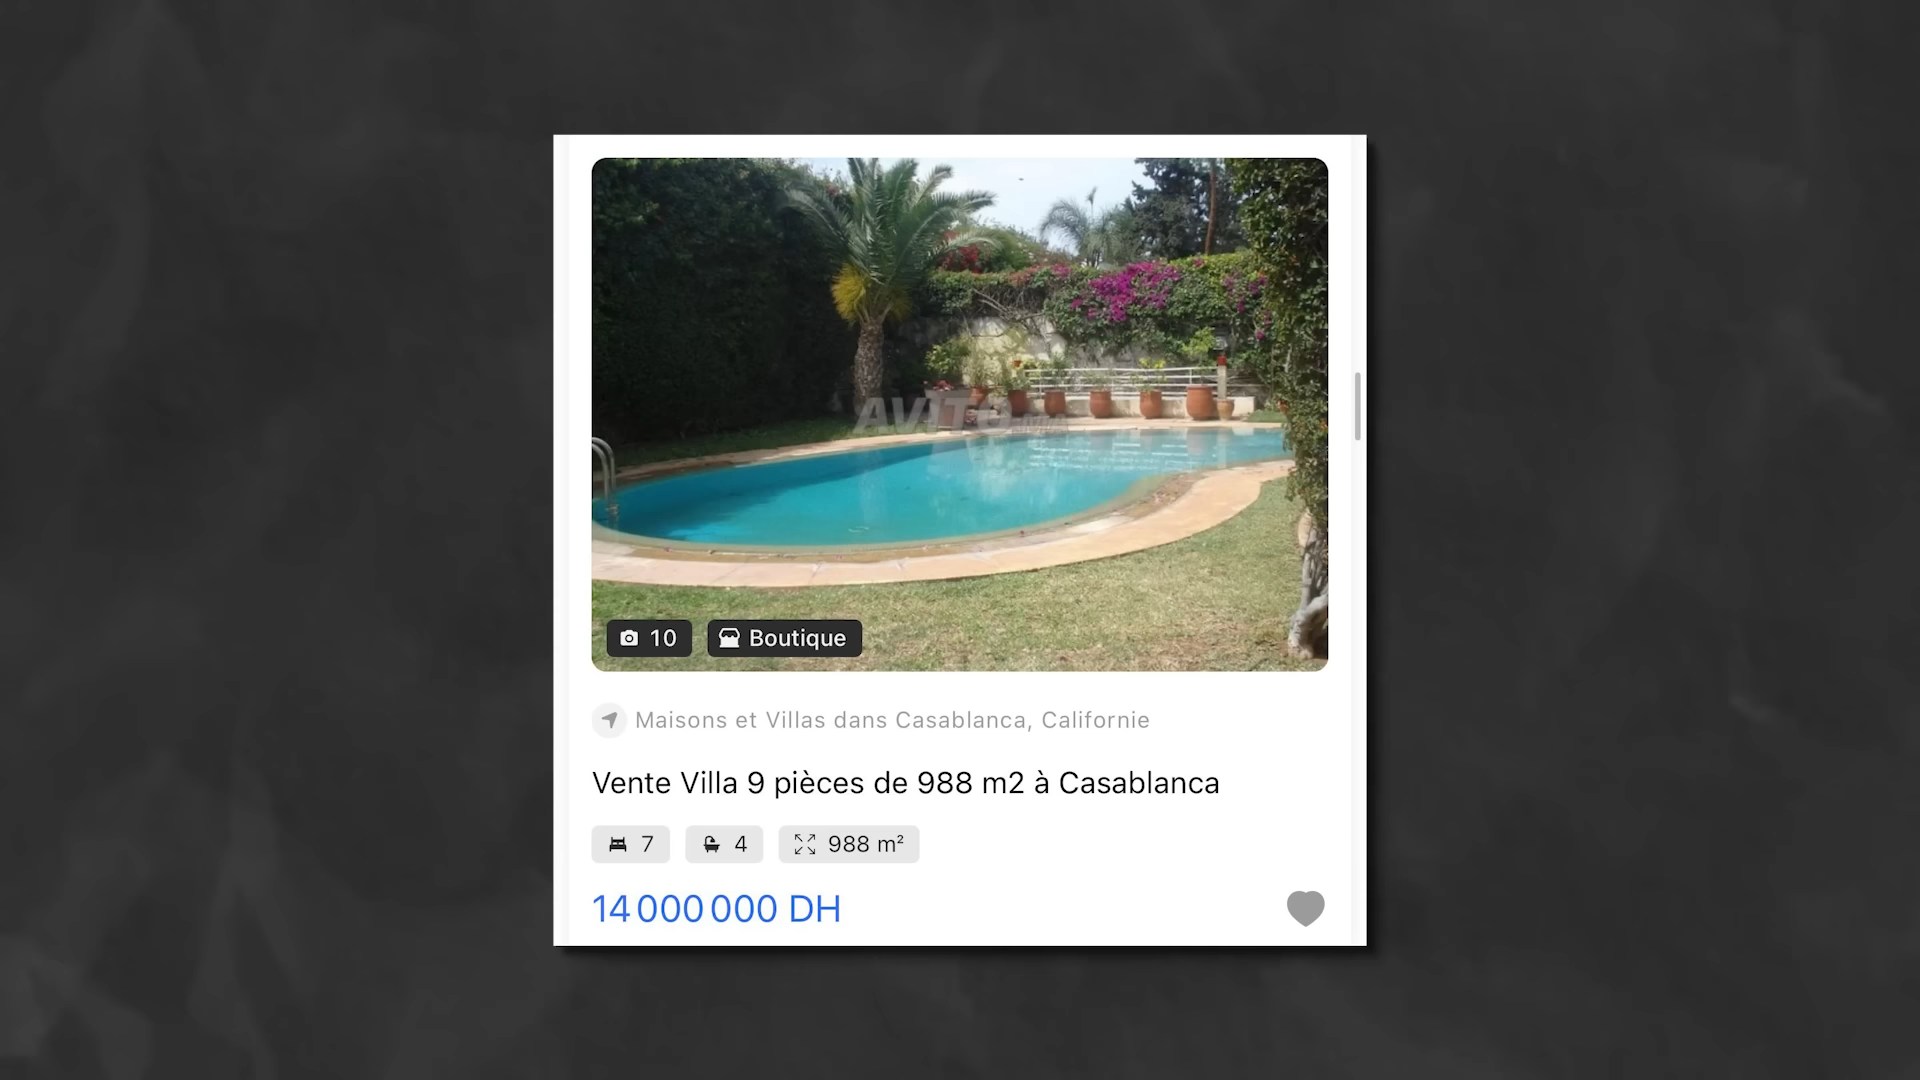 AVITO
10
Boutique
Maisons et Villas dans Casablanca, Californie
Vente Villa 9 pièces de 988 m2 à Casablanca
7
4
988 m²
14 000 000 DH